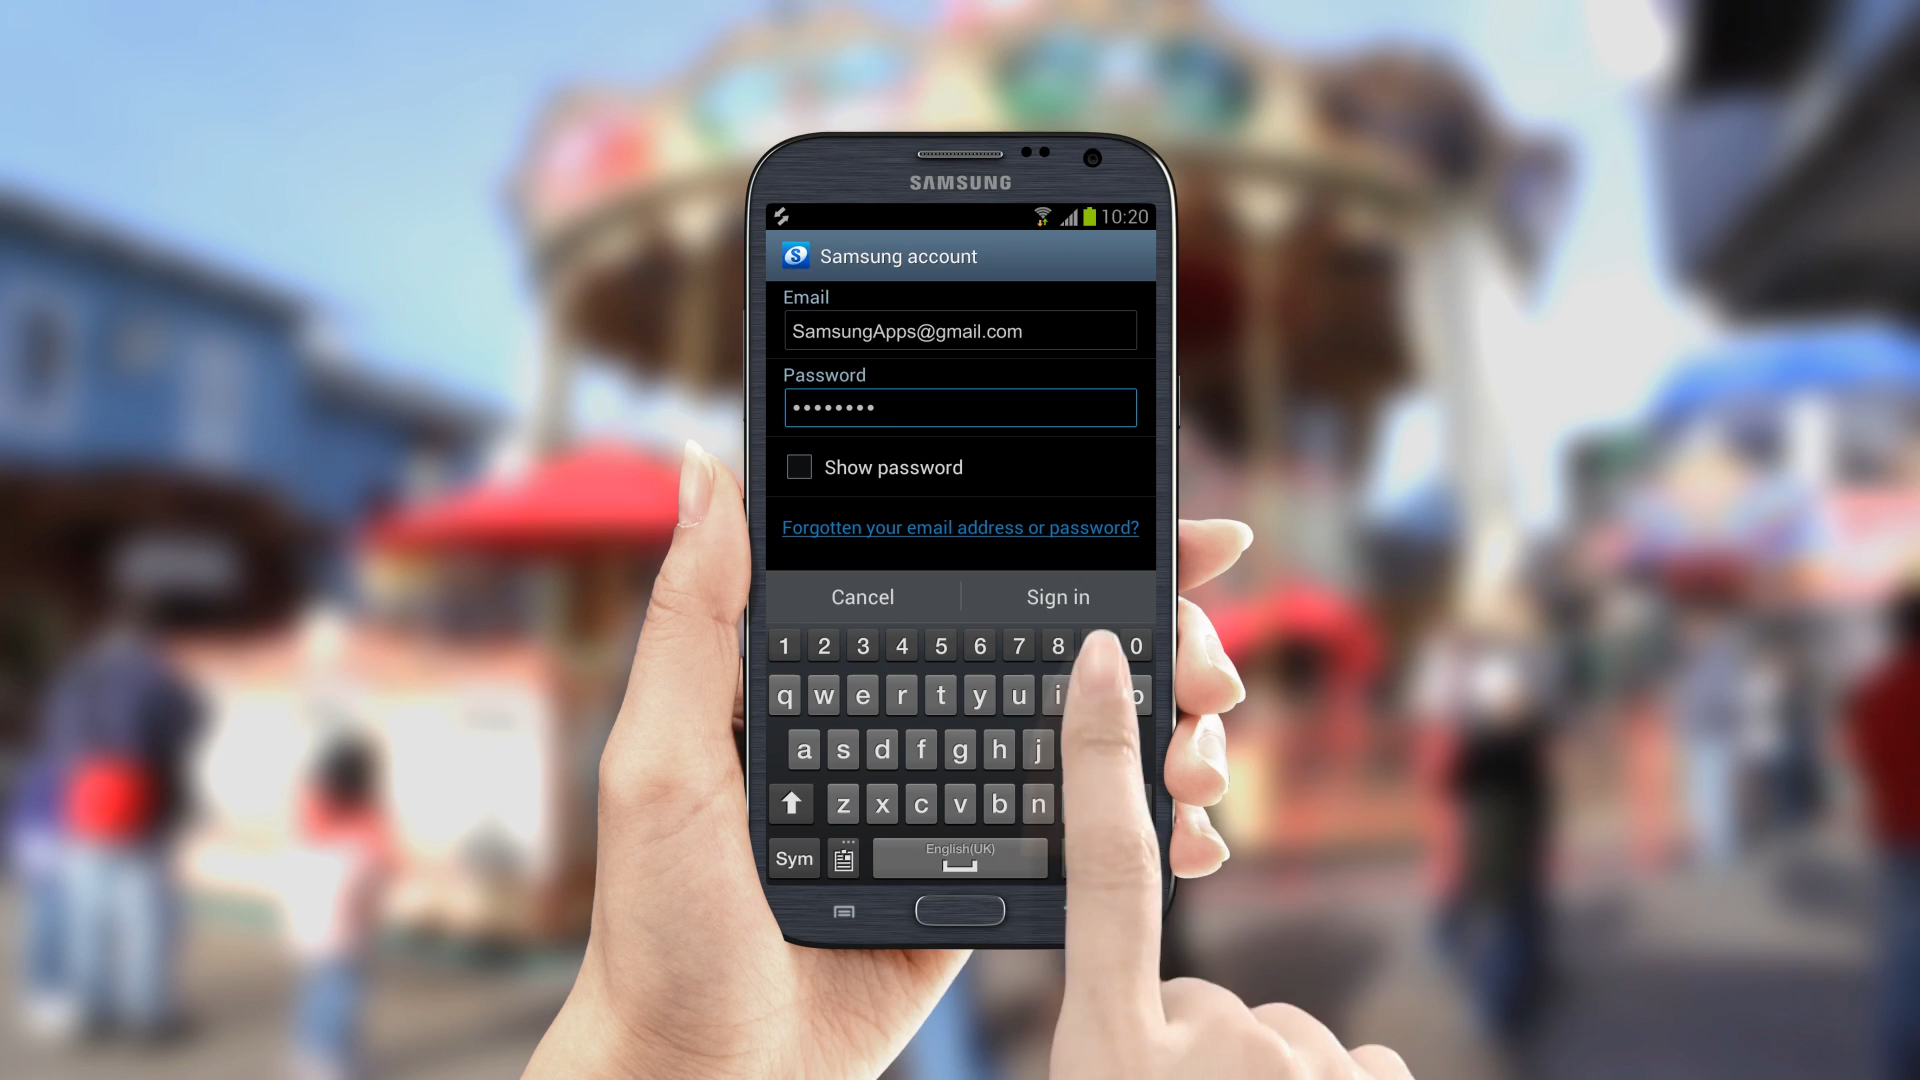 SAMSUNG
10:20
Samsung account
Email
SamsungApps@gmail.com
Password
••••••••
Show password
Forgotten your email address or password?
Cancel Sign in
1 2 3 4 5 6 7 8 0
q w e r t y u i
a s d f g h j
z x c v b n
Sym English(UK)